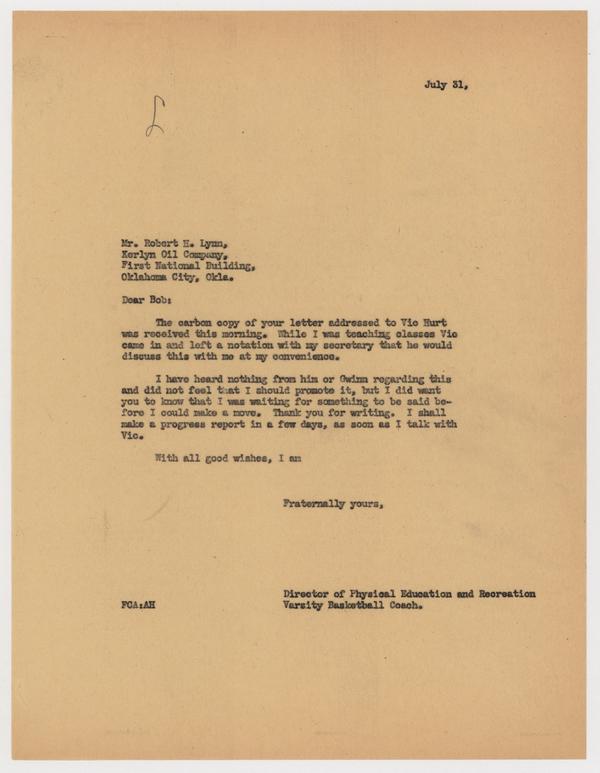 July 31,
L
Mr. Robert H. Lynn,
Kerlyn Oil Company,
First National Building,
Oklahoma City, Okla.
Dear Bob:
The carbon copy of your letter addressed to Vic Hurt
was received this morning. While I was teaching classes Vic
came in and left a notation with my secretary that he would
discuss this with me at my convenience.
I have heard nothing from him or Gwinn regarding this
and did not feel that I should promote it, but I did want
you to know that I was waiting for something to be said be-
fore I could make a move. Thank you for writing. I shall
make a progress report in a few days, as soon as I talk with
Vic.
With all good wishes, I am
Fraternally yours,
Director of Physical Education and Recreation
FCA:AH Varsity Basketball Coach.